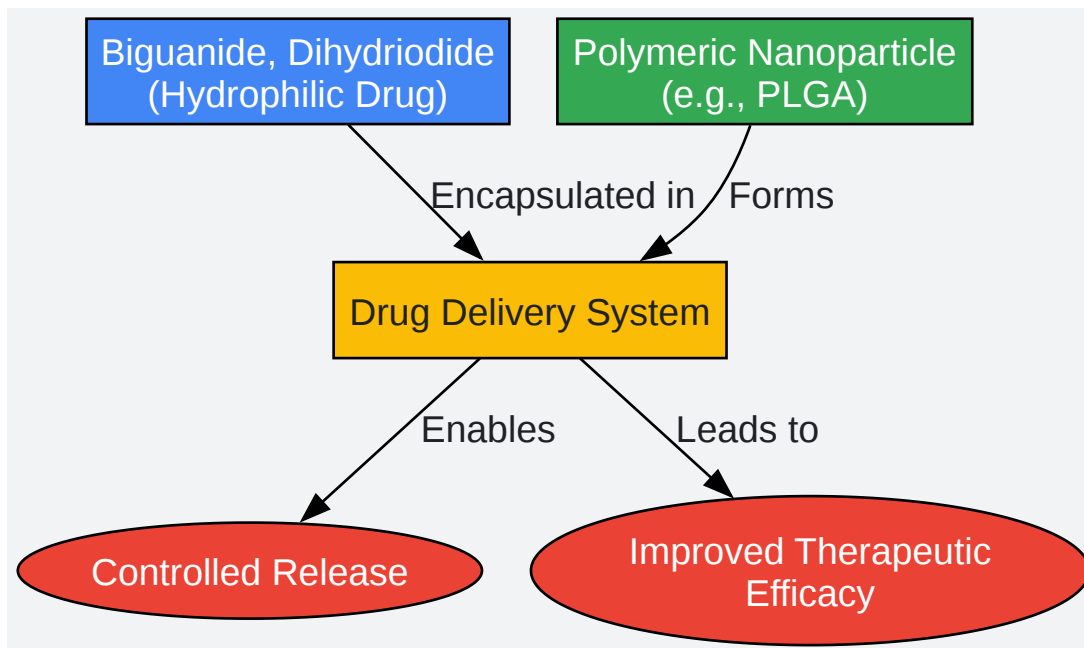 Biguanide, Dihydriodide
(Hydrophilic Drug)
Polymeric Nanoparticle
(e.g., PLGA)
Encapsulated in
Forms
Drug Delivery System
Enables
Leads to
Controlled Release
Improved Therapeutic
Efficacy